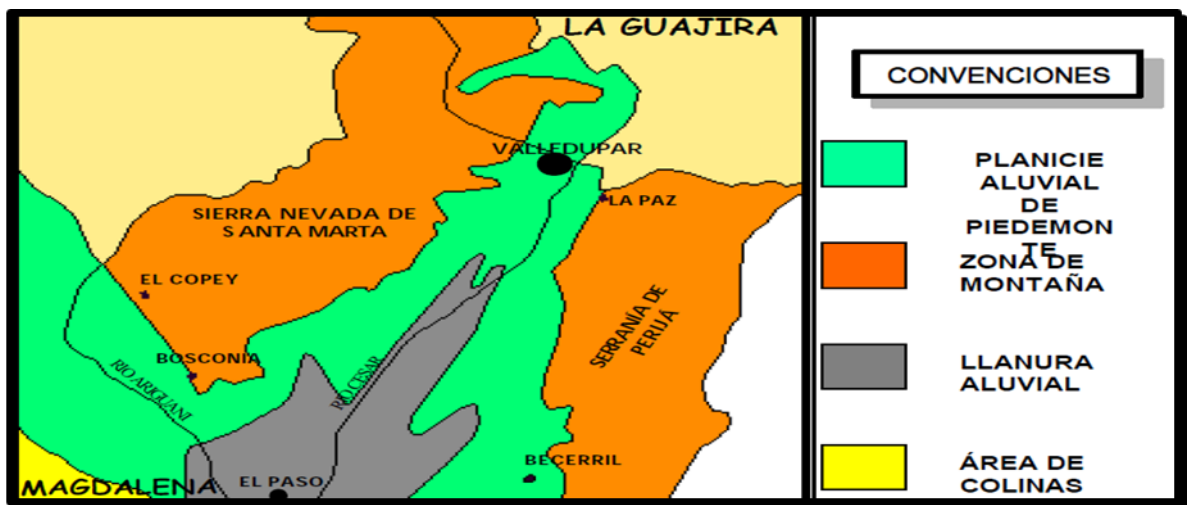 LA GUAJIRA
VALLEDUPAR
LA PAZ
SIERRA NEVADA DE
SANTA MARTA
EL COPEY
SERRANÍA DE
PERIJÁ
BOSCONIA
RIO ARIGUANI
RIO CESAR
BECERRIL
EL PASO
MAGDALENA
CONVENCIONES
PLANICIE
ALUVIAL
DE
PIEDEMON
TE
ZONA DE
MONTAÑA
LLANURA
ALUVIAL
ÁREA DE
COLINAS